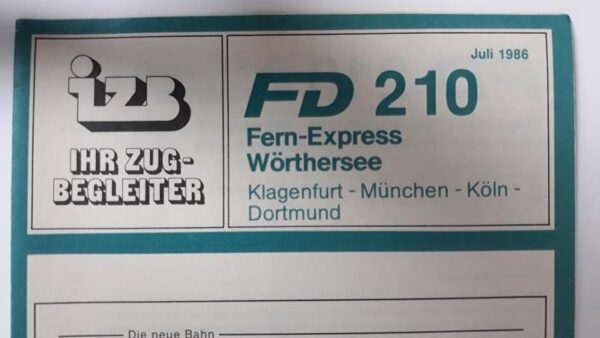 izb
IHR ZUG-
BEGLEITER
Juli 1986
FD 210
Fern-Express
Wörthersee
Klagenfurt - München - Köln -
Dortmund
Die neue Bahn